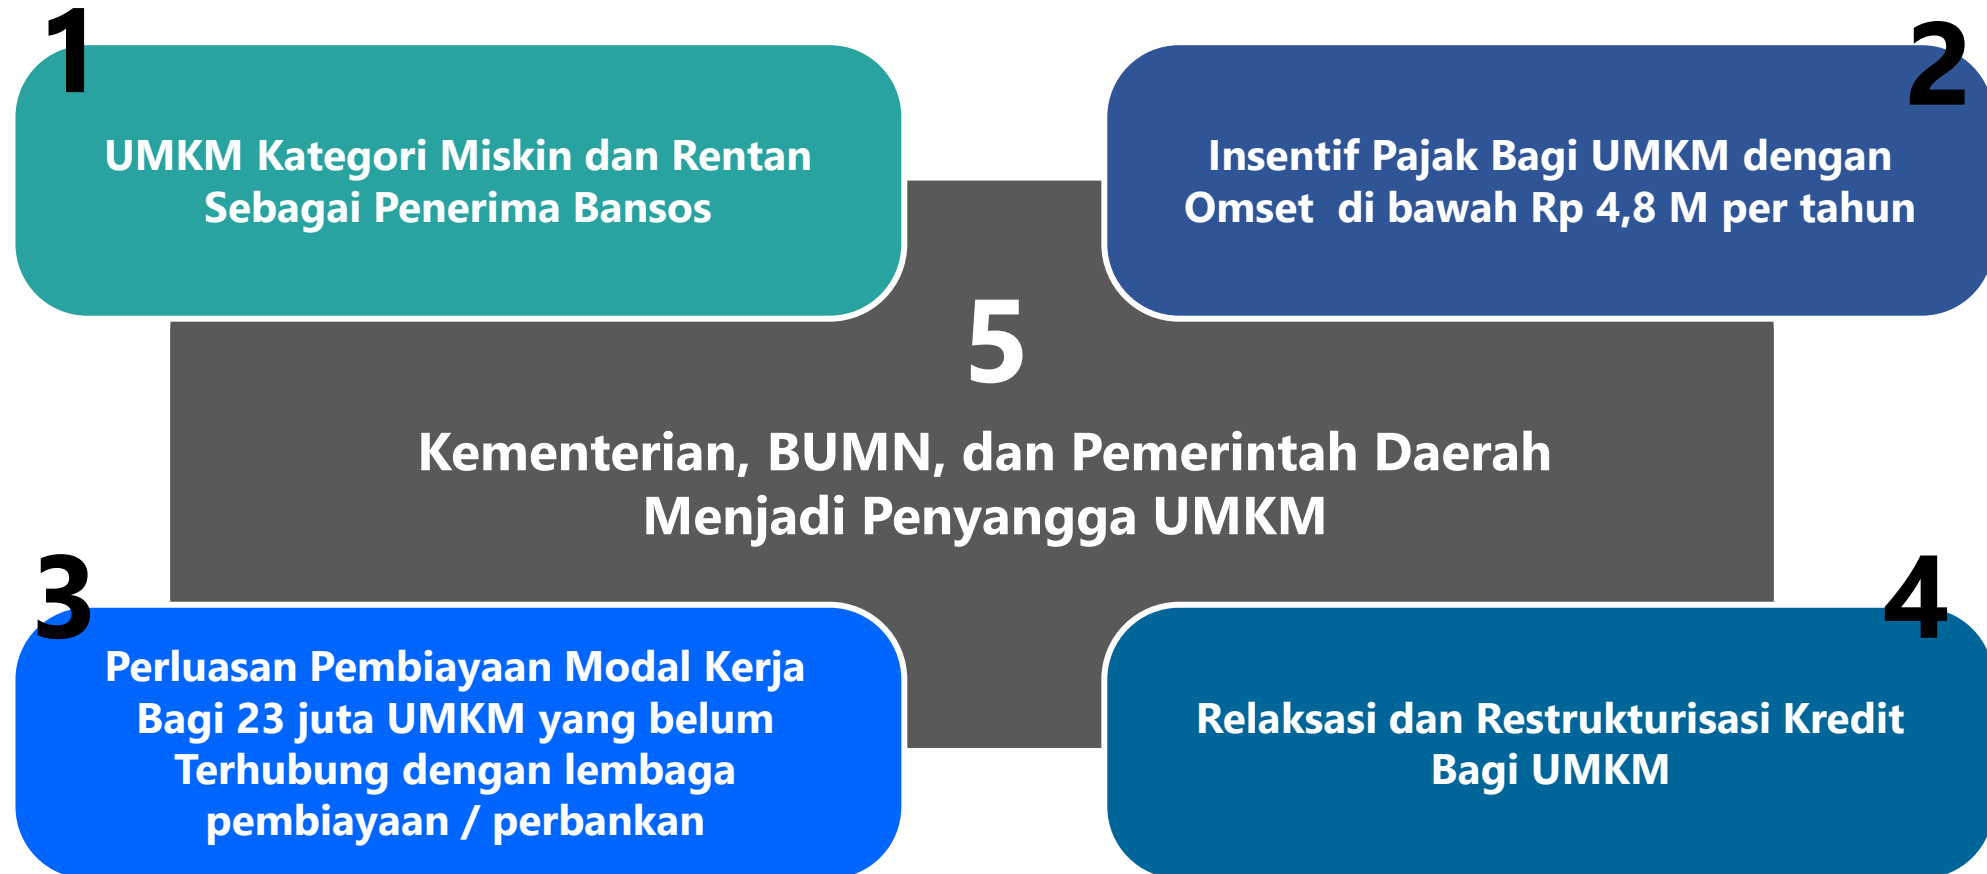 1
UMKM Kategori Miskin dan Rentan
Sebagai Penerima Bansos
2
Insentif Pajak Bagi UMKM dengan
Omset  di bawah Rp 4,8 M per tahun
5
Kementerian, BUMN, dan Pemerintah Daerah
Menjadi Penyangga UMKM
3
Perluasan Pembiayaan Modal Kerja
Bagi 23 juta UMKM yang belum
Terhubung dengan lembaga
pembiayaan / perbankan
4
Relaksasi dan Restrukturisasi Kredit
Bagi UMKM